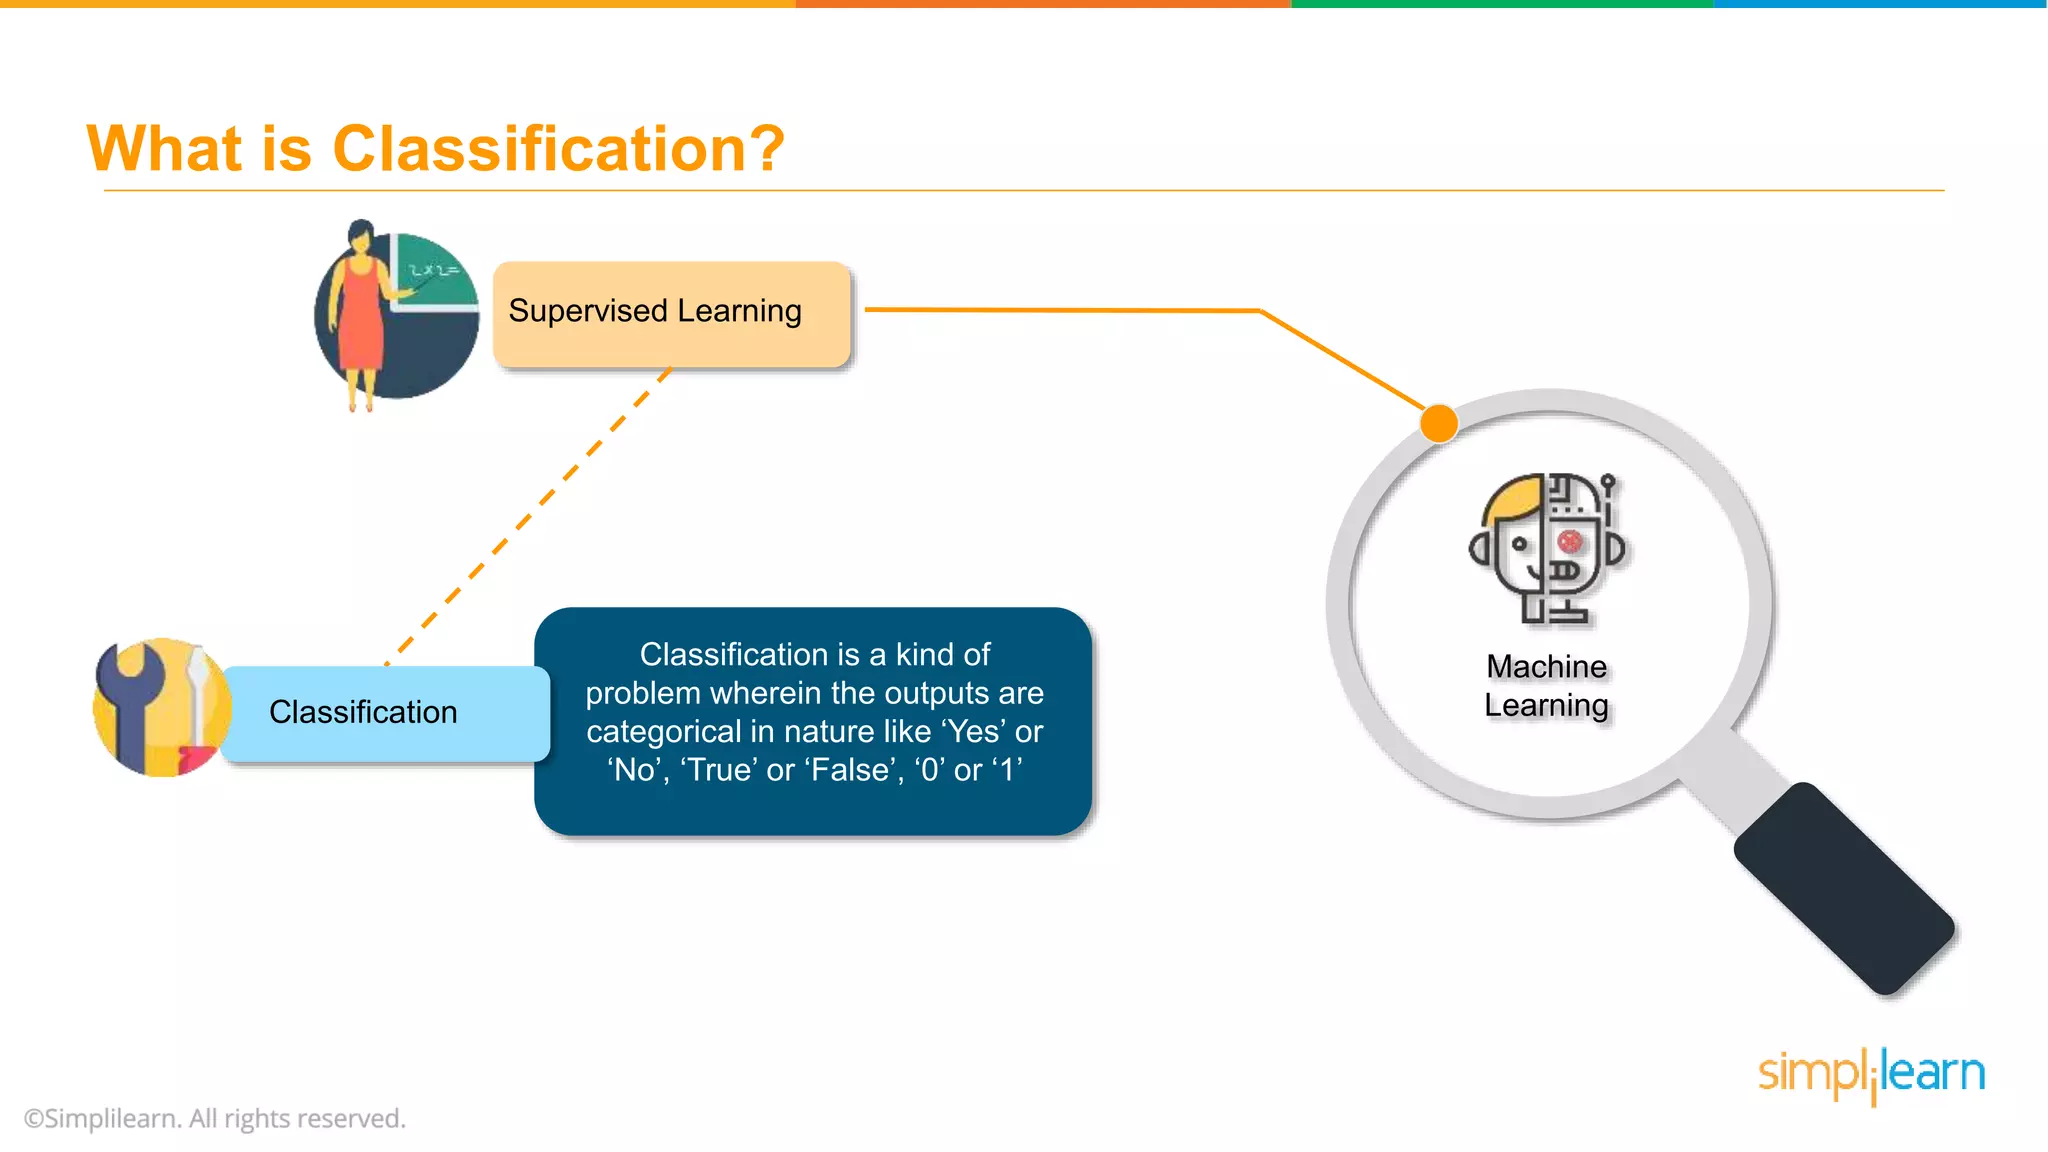 What is Classification?
2x2=
Supervised Learning
Classification
Classification is a kind of
problem wherein the outputs are
categorical in nature like ‘Yes’ or
‘No’, ‘True’ or ‘False’, ‘0’ or ‘1’
Machine
Learning
simplilearn
©Simplilearn. All rights reserved.